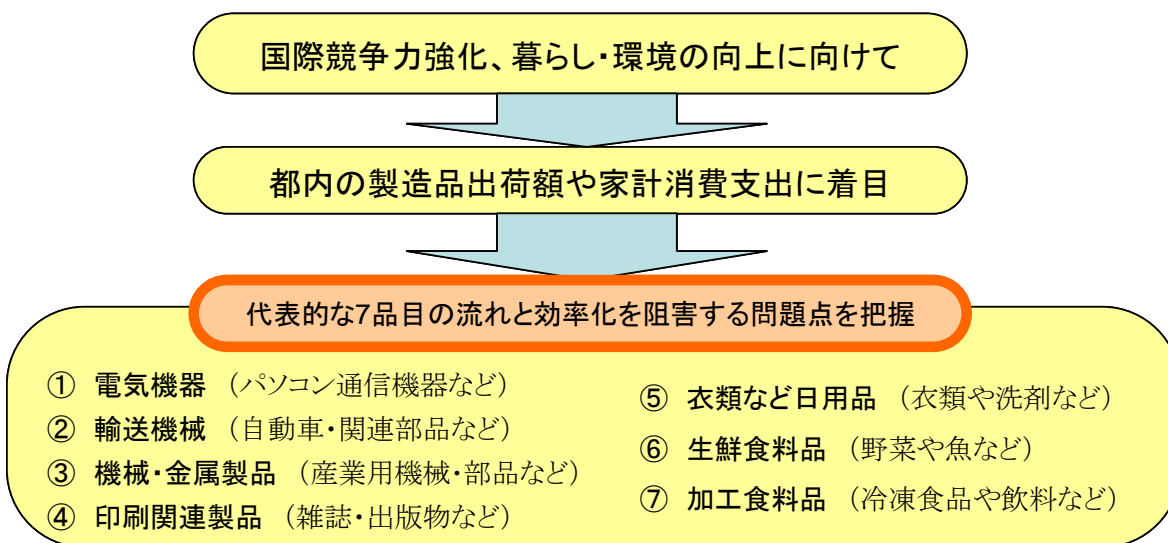 国際競争力強化、暮らし・環境の向上に向けて
都内の製造品出荷額や家計消費支出に着目
代表的な7品目の流れと効率化を阻害する問題点を把握
① 電気機器 （パソコン通信機器など）
② 輸送機械 （自動車・関連部品など）
③ 機械・金属製品 （産業用機械・部品など）
④ 印刷関連製品 （雑誌・出版物など）
⑤ 衣類など日用品 （衣類や洗剤など）
⑥ 生鮮食料品 （野菜や魚など）
⑦ 加工食料品 （冷凍食品や飲料など）